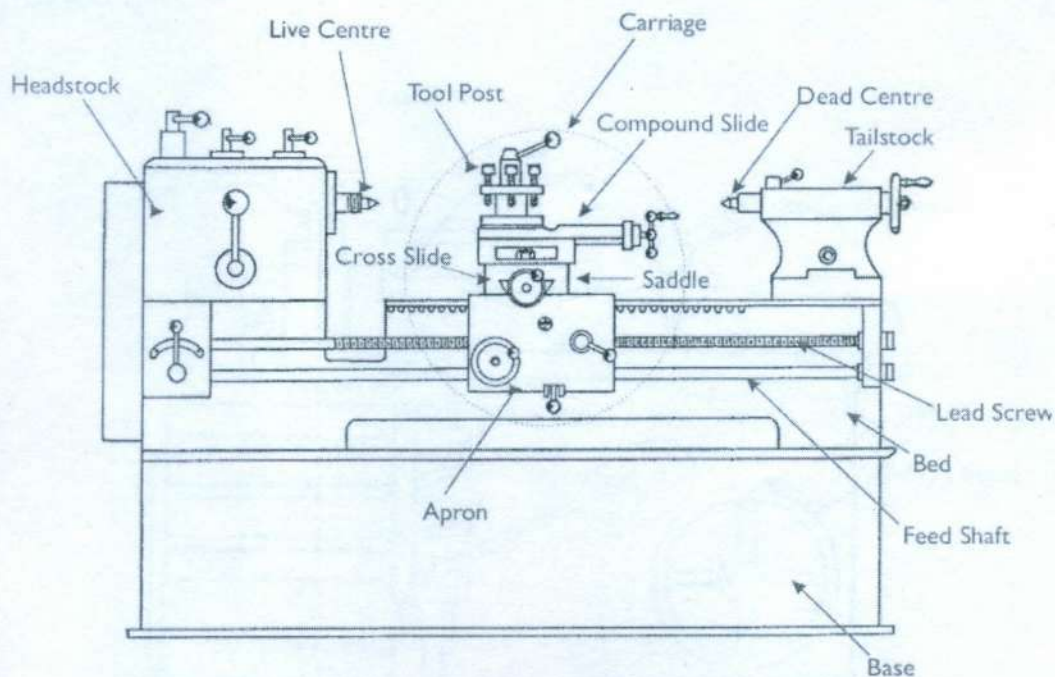 Live Centre
Carriage
Headstock
Tool Post
Dead Centre
Compound Slide
Tailstock
Cross Slide
Saddle
Lead Screw
Bed
Apron
Feed Shaft
Base